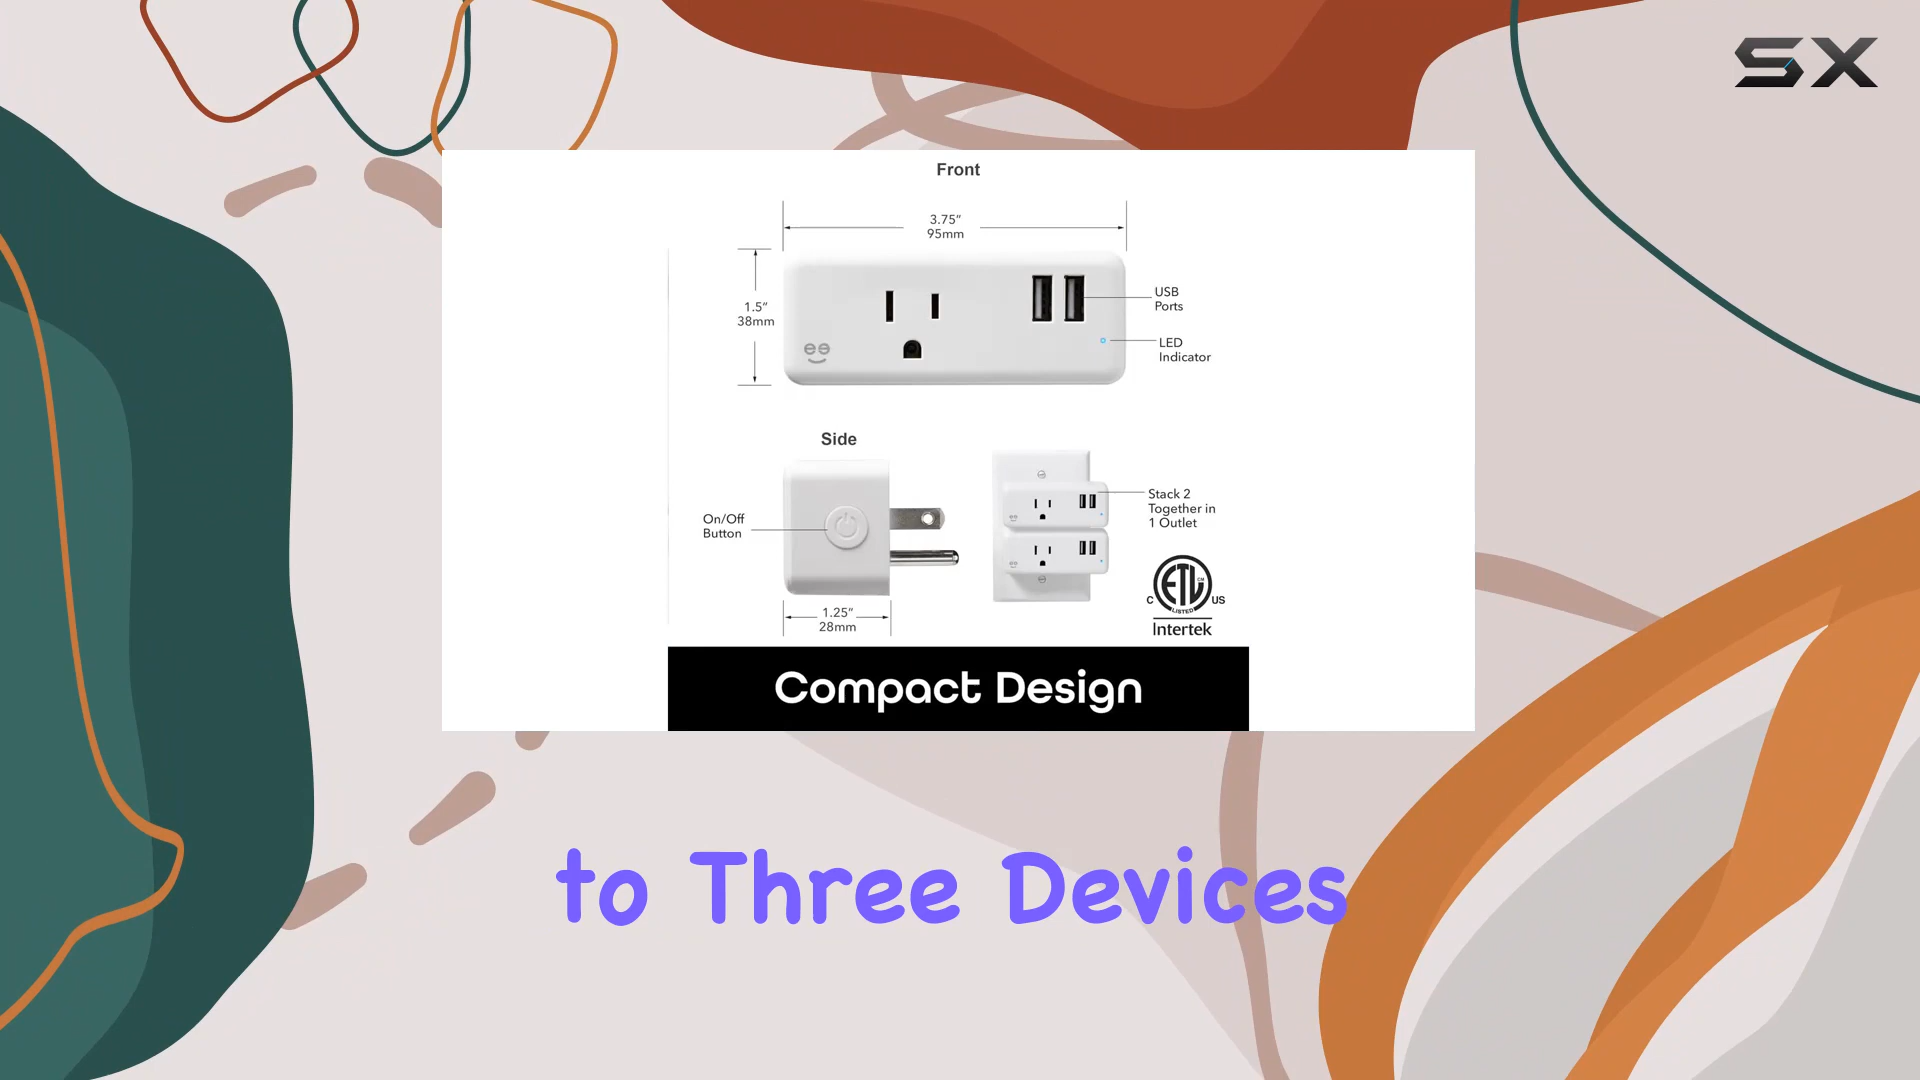 SX
Front
3.75"
95mm
1.5"
38mm
USB
Ports
LED
Indicator
Side
On/Off
Button
Stack 2
Together in
1 Outlet
1.25"
28mm
C ETL CM US
LISTED
Intertek
Compact Design
to Three Devices